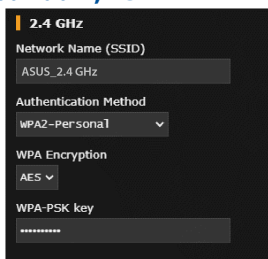 2.4 GHz
Network Name (SSID)
ASUS_2.4 GHz
Authentication Method
WPA2-Personal
WPA Encryption
AES
WPA-PSK key
••••••••••